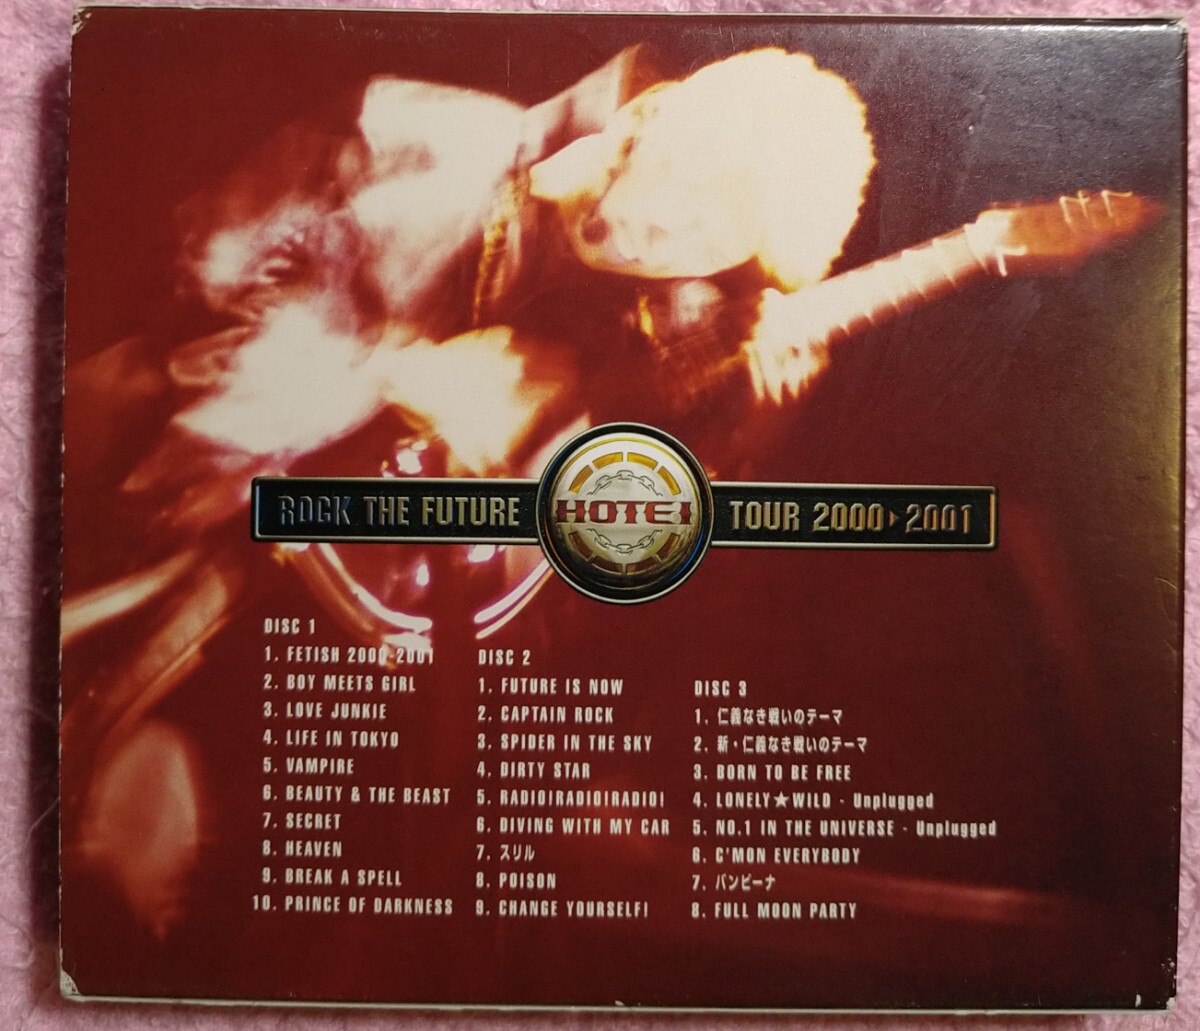 ROCK THE FUTURE HOTEI TOUR 2000▸2001
DISC 1
1. FETISH 2000-2001
2. BOY MEETS GIRL
3. LOVE JUNKIE
4. LIFE IN TOKYO
5. VAMPIRE
6. BEAUTY & THE BEAST
7. SECRET
8. HEAVEN
9. BREAK A SPELL
10. PRINCE OF DARKNESS
DISC 2
1. FUTURE IS NOW
2. CAPTAIN ROCK
3. SPIDER IN THE SKY
4. DIRTY STAR
5. RADIO!RADIO!RADIO!
6. DIVING WITH MY CAR
7. スリル
8. POISON
9. CHANGE YOURSELF!
DISC 3
1. 仁義なき戦いのテーマ
2. 新・仁義なき戦いのテーマ
3. BORN TO BE FREE
4. LONELY★WILD - Unplugged
5. NO.1 IN THE UNIVERSE - Unplugged
6. C'MON EVERYBODY
7. バンビーナ
8. FULL MOON PARTY